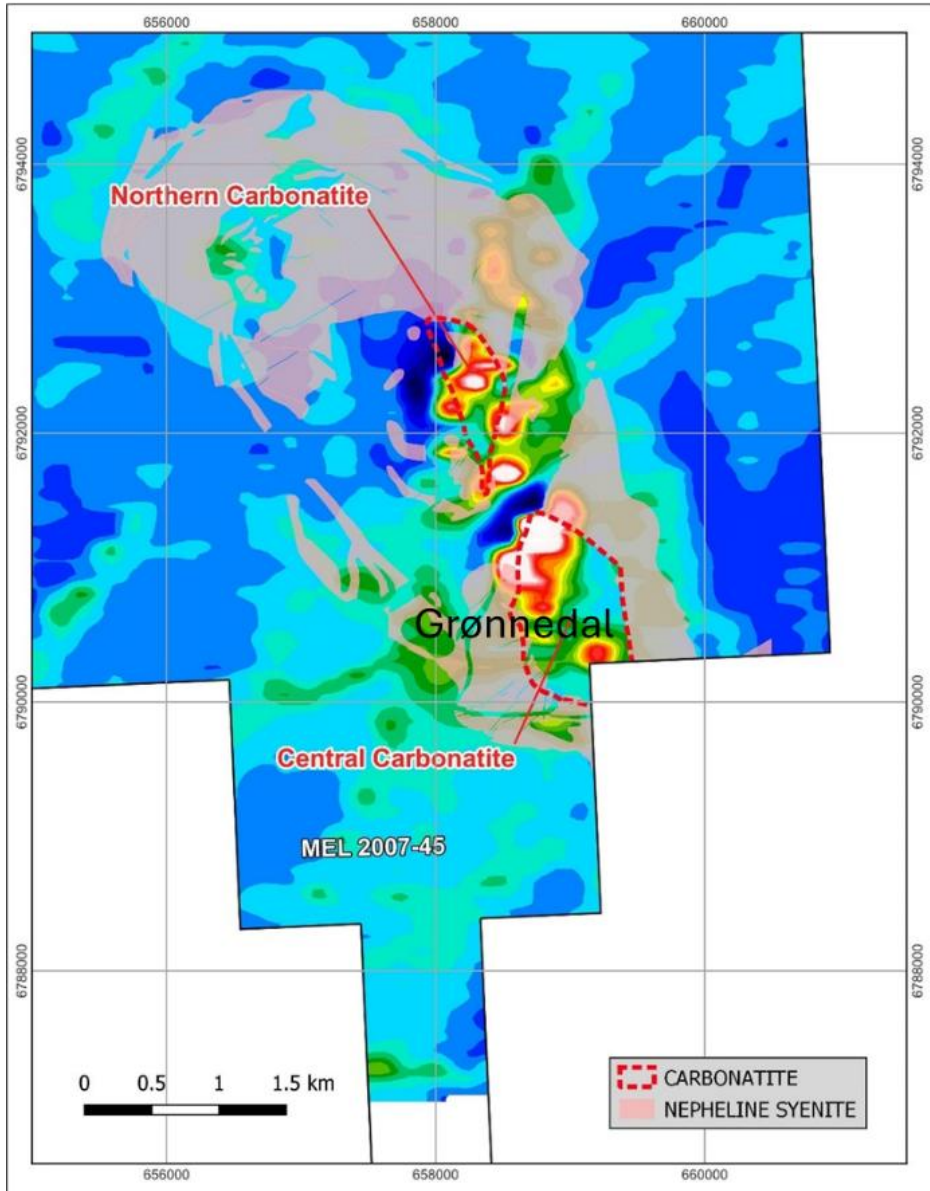 656000
658000
660000
6794000
6794000
Northern Carbonatite
6792000
6792000
Grønnedal
6790000
6790000
Central Carbonatite
MEL 2007-45
6788000
6788000
0 0.5 1 1.5 km
CARBONATITE
NEPHELINE SYENITE
656000
658000
660000